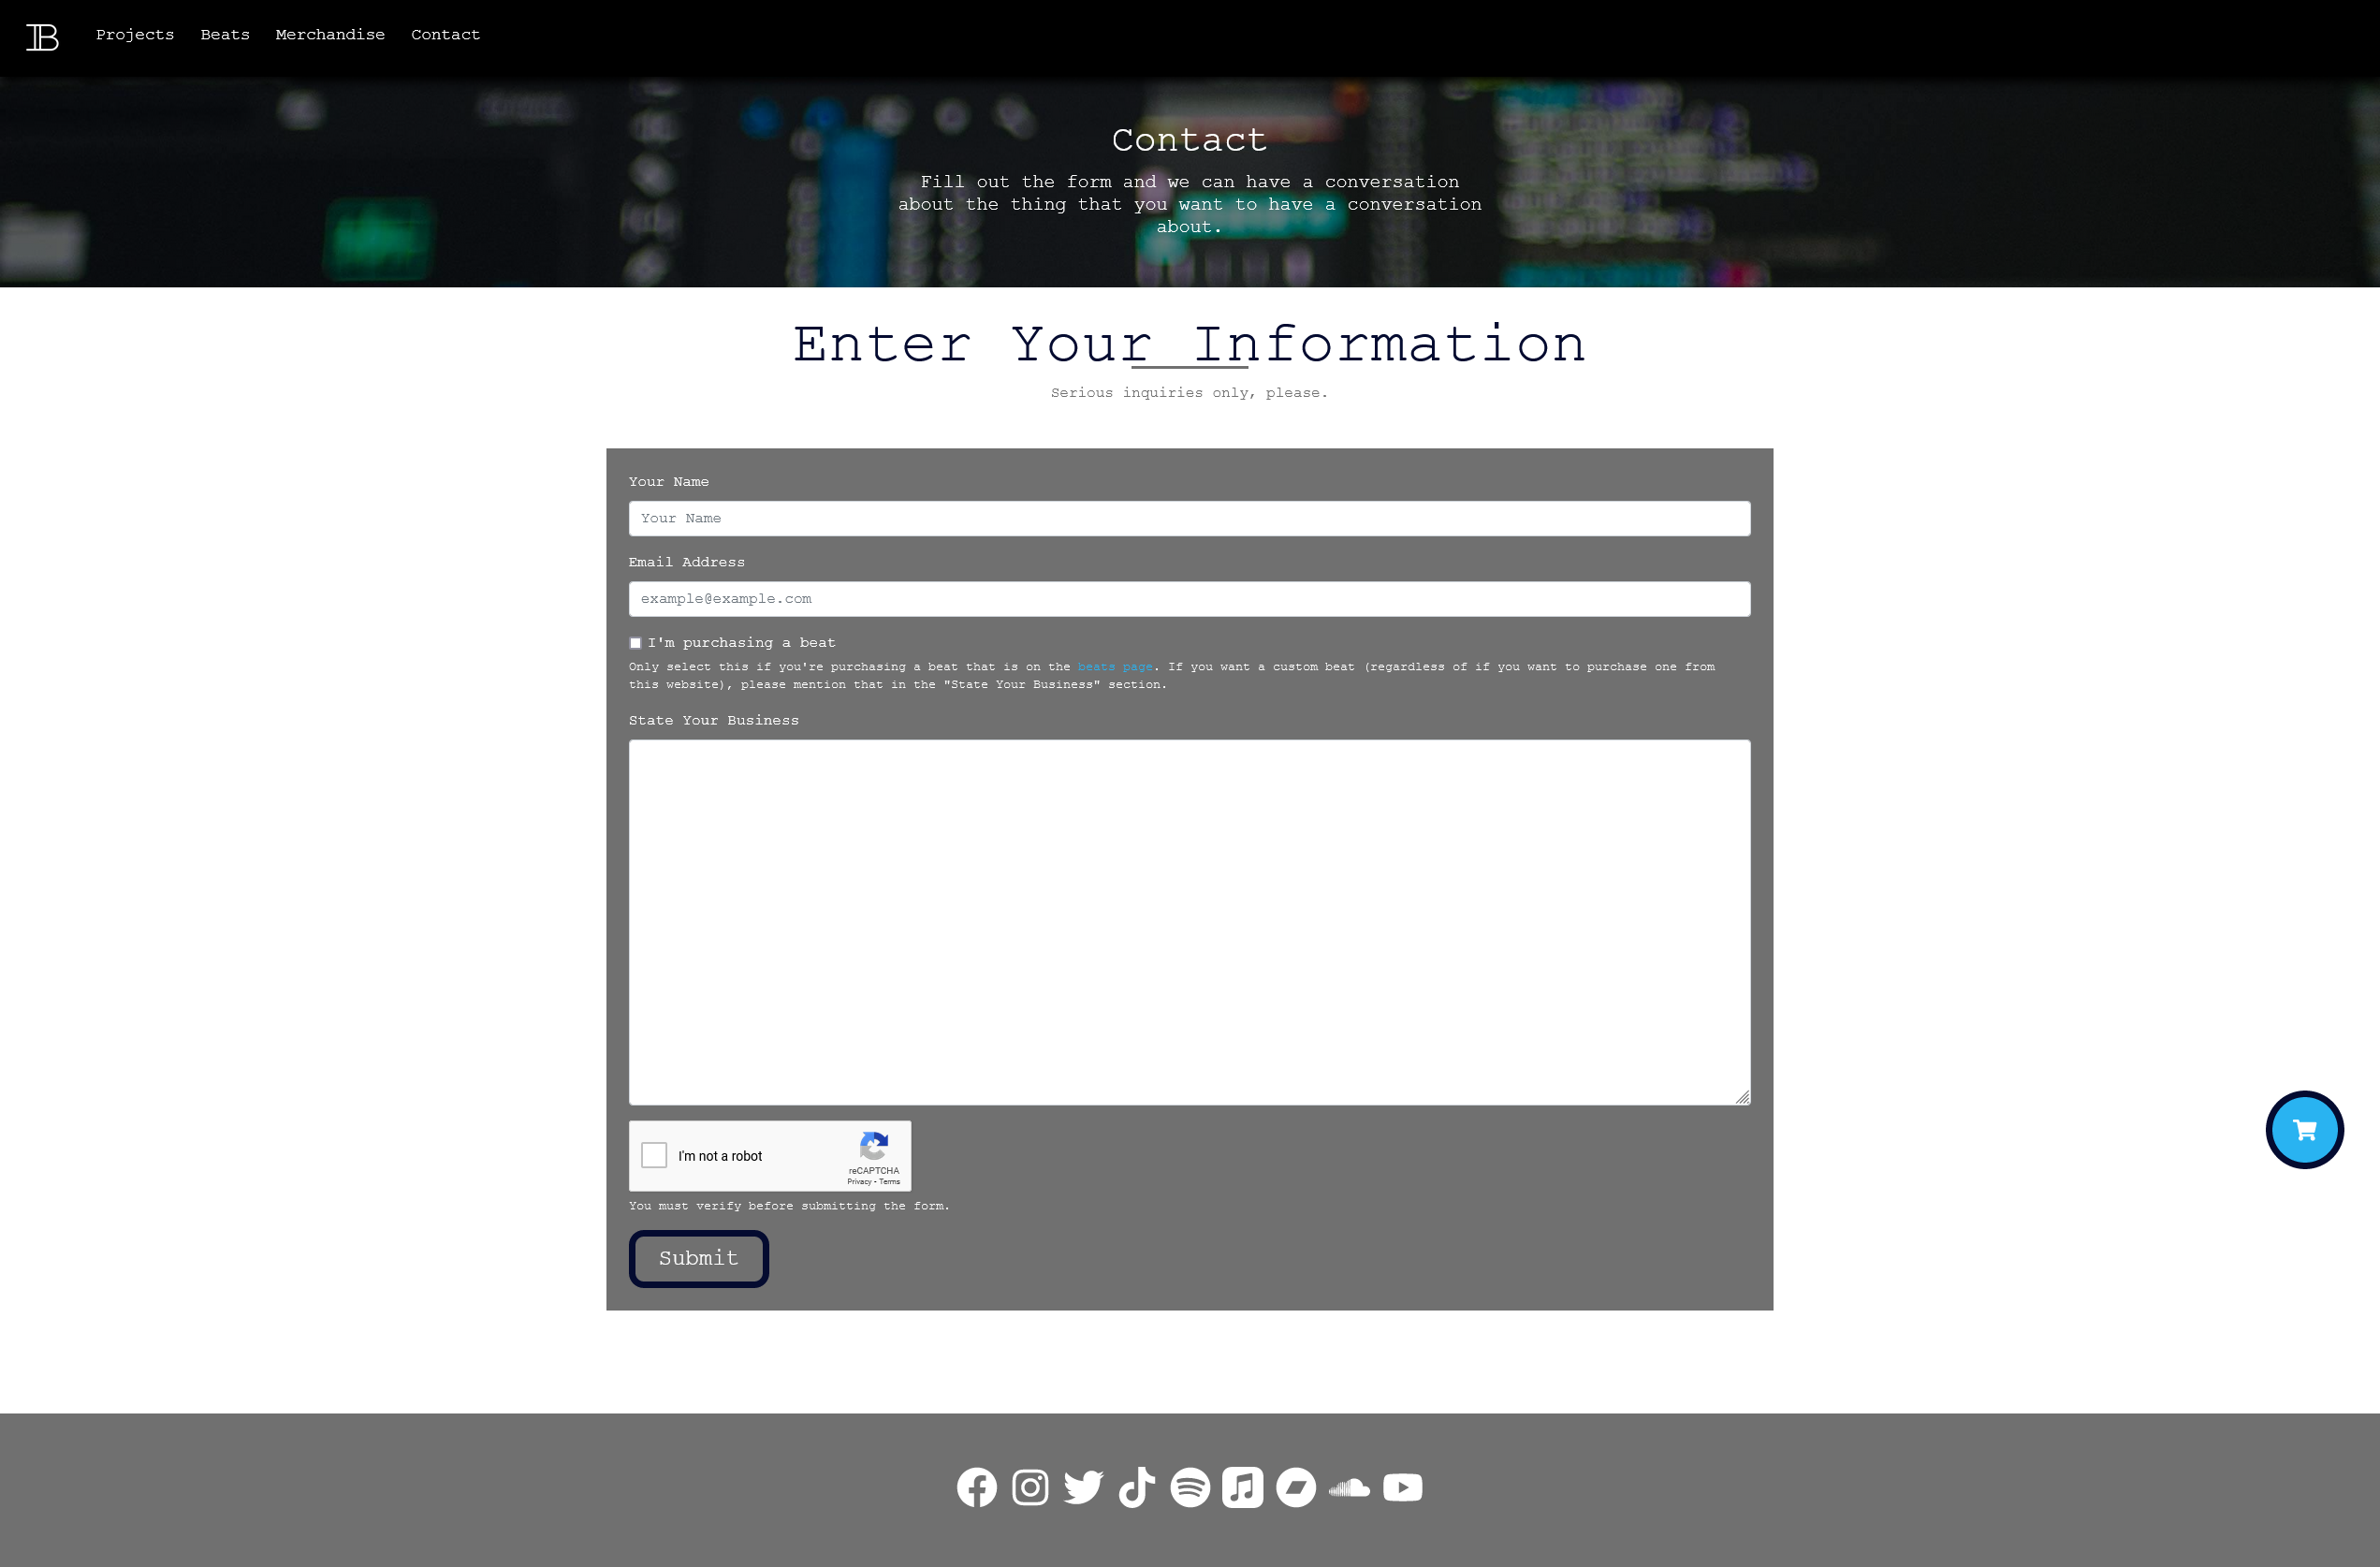 B
Projects Beats Merchandise Contact
Contact
Fill out the form and we can have a conversation
about the thing that you want to have a conversation
about.
Enter Your Information
Serious inquiries only, please.
Your Name
Your Name
Email Address
example@example.com
I'm purchasing a beat
Only select this if you're purchasing a beat that is on the beats page. If you want a custom beat (regardless of if you want to purchase one from
this website), please mention that in the "State Your Business" section.
State Your Business
I'm not a robot
reCAPTCHA
Privacy - Terms
You must verify before submitting the form.
Submit